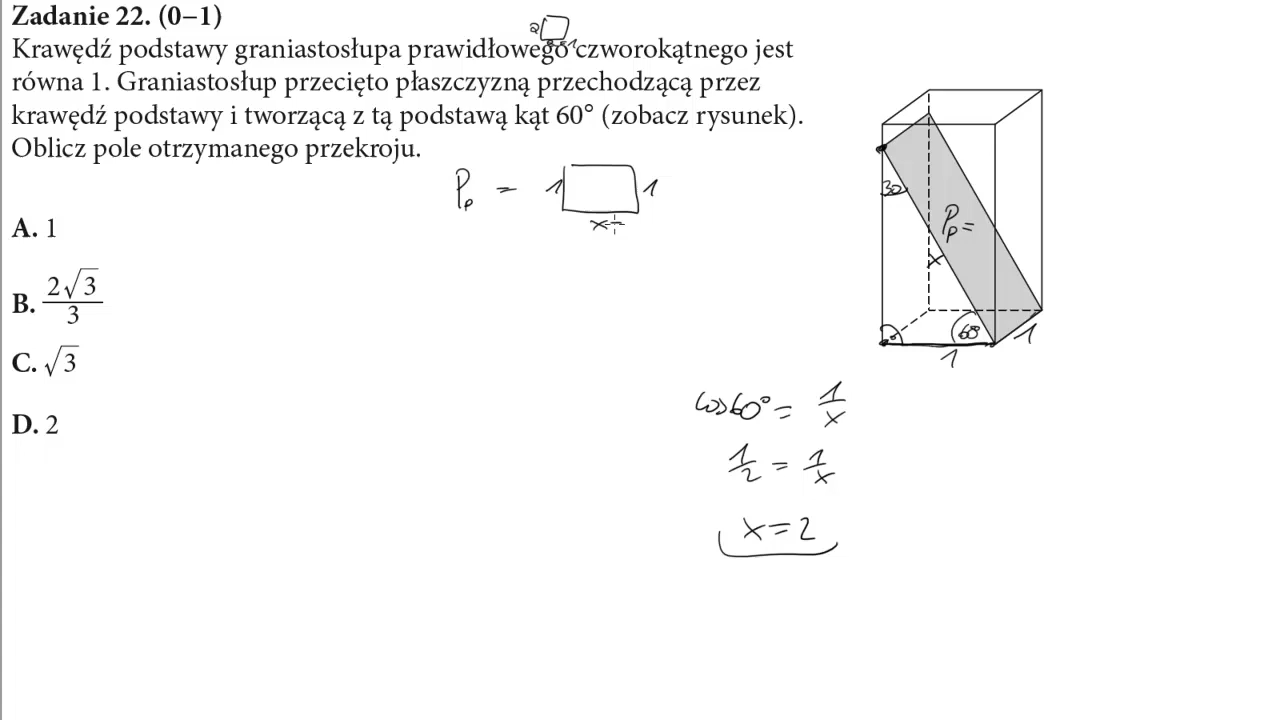 Zadanie 22. (0–1)
Krawędź podstawy graniastosłupa prawidłowego czworokątnego jest
równa 1. Graniastosłup przecięto płaszczyzną przechodzącą przez
krawędź podstawy i tworzącą z tą podstawą kąt 60° (zobacz rysunek).
Oblicz pole otrzymanego przekroju.
P_p = 1 1
x
A. 1
B. 2√3/3
C. √3
D. 2
30
P_p =
x
60°
1
1
cos60° = 1/x
1/2 = 1/x
x = 2